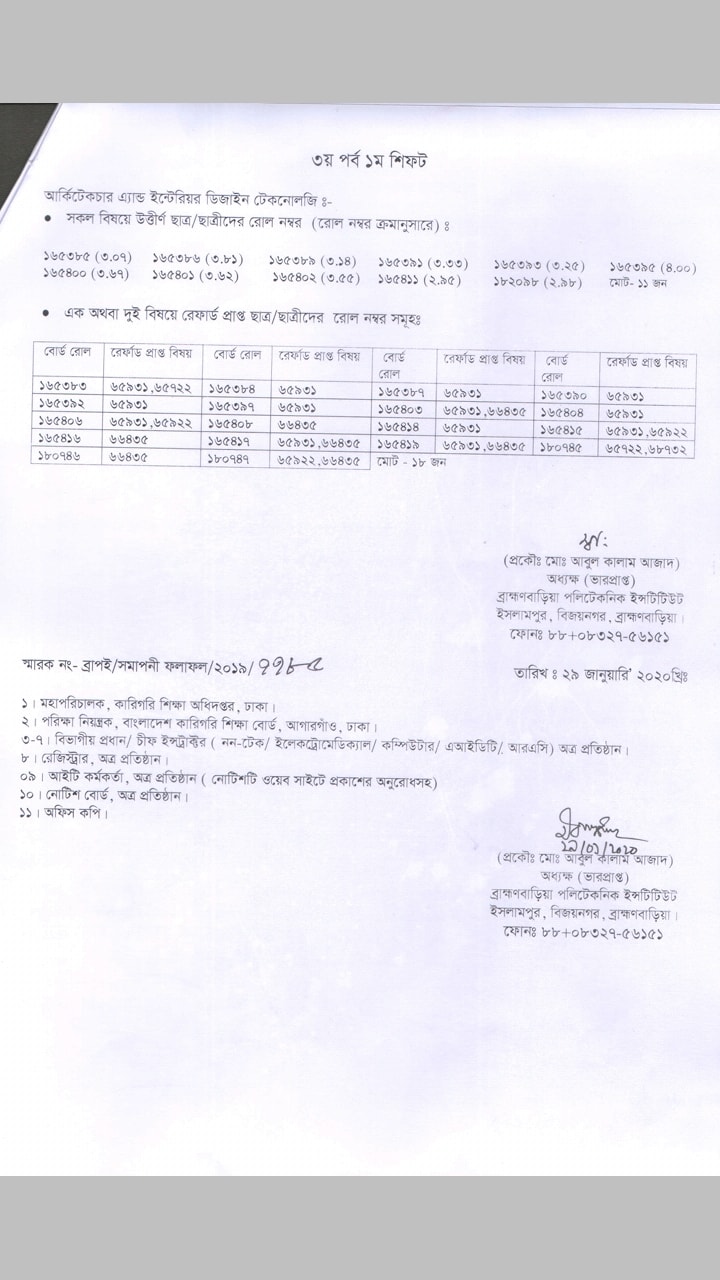 ৩য় পর্ব ১ম শিফট
আর্কিটেকচার এ্যান্ড ইন্টেরিয়র ডিজাইন টেকনোলজি ঃ-
• সকল বিষয়ে উত্তীর্ণ ছাত্র/ছাত্রীদের রোল নম্বর (রোল নম্বর ক্রমানুসারে) ঃ
১৬৫৩৮৫ (৩.০৭) ১৬৫৩৮৬ (৩.৮১) ১৬৫৩৮৯ (৩.১৪) ১৬৫৩৯১ (৩.৩৩) ১৬৫৩৯৩ (৩.২৫) ১৬৫৩৯৫ (৪.০০)
১৬৫৪০০ (৩.৬৭) ১৬৫৪০১ (৩.৬২) ১৬৫৪০২ (৩.৫৫) ১৬৫৪১১ (২.৯৫) ১৮২০৯৮ (২.৯৮) মোট- ১১ জন
• এক অথবা দুই বিষয়ে রেফার্ড প্রাপ্ত ছাত্র/ছাত্রীদের রোল নম্বর সমূহঃ
বোর্ড রোল রেফার্ড প্রাপ্ত বিষয় বোর্ড রোল রেফার্ড প্রাপ্ত বিষয় বোর্ড রোল রেফার্ড প্রাপ্ত বিষয় বোর্ড রোল রেফার্ড প্রাপ্ত বিষয়
১৬৫৩৮৩ ৬৫৯৩১,৬৫৭২২ ১৬৫৩৮৪ ৬৫৯৩১ ১৬৫৩৮৭ ৬৫৯৩১ ১৬৫৩৯০ ৬৫৯৩১
১৬৫৩৯২ ৬৫৯৩১ ১৬৫৩৯৭ ৬৫৯৩১ ১৬৫৪০৩ ৬৫৯৩১,৬৬৪৩৫ ১৬৫৪০৪ ৬৫৯৩১
১৬৫৪০৬ ৬৫৯৩১,৬৫৯২২ ১৬৫৪০৮ ৬৬৪৩৫ ১৬৫৪১৪ ৬৫৯৩১ ১৬৫৪১৫ ৬৫৯৩১,৬৫৯২২
১৬৫৪১৬ ৬৬৪৩৫ ১৬৫৪১৭ ৬৫৯৩১,৬৬৪৩৫ ১৬৫৪১৯ ৬৫৯৩১,৬৬৪৩৫ ১৮০৭৪৫ ৬৫৭২২,৬৮৭৩২
১৮০৭৪৬ ৬৬৪৩৫ ১৮০৭৪৭ ৬৫৯২২,৬৬৪৩৫ মোট - ১৮ জন
স্বা:
(প্রকৌঃ মোঃ আবুল কালাম আজাদ)
অধ্যক্ষ (ভারপ্রাপ্ত)
ব্রাহ্মণবাড়িয়া পলিটেকনিক ইন্সটিটিউট
ইসলামপুর, বিজয়নগর, ব্রাহ্মণবাড়িয়া।
ফোনঃ ৮৮+০৮৩২৭-৫৬১৫১
স্মারক নং- ব্রাপই/সমাপনী ফলাফল/২০১৯/ ৭৭৮৫
তারিখ ঃ ২৯ জানুয়ারি' ২০২০খ্রিঃ
১। মহাপরিচালক, কারিগরি শিক্ষা অধিদপ্তর, ঢাকা।
২। পরিক্ষা নিয়ন্ত্রক, বাংলাদেশ কারিগরি শিক্ষা বোর্ড, আগারগাঁও, ঢাকা।
৩-৭। বিভাগীয় প্রধান/ চীফ ইন্সট্রাক্টর ( নন-টেক/ ইলেকট্রোমেডিক্যাল/ কম্পিউটার/ এআইডিটি/ আরএসি) অত্র প্রতিষ্ঠান।
৮। রেজিস্ট্রার, অত্র প্রতিষ্ঠান।
০৯। আইটি কর্মকর্তা, অত্র প্রতিষ্ঠান ( নোটিশটি ওয়েব সাইটে প্রকাশের অনুরোধসহ)
১০। নোটিশ বোর্ড, অত্র প্রতিষ্ঠান।
১১। অফিস কপি।
২৯/০১/২০২০
(প্রকৌঃ মোঃ আবুল কালাম আজাদ)
অধ্যক্ষ (ভারপ্রাপ্ত)
ব্রাহ্মণবাড়িয়া পলিটেকনিক ইন্সটিটিউট
ইসলামপুর, বিজয়নগর, ব্রাহ্মণবাড়িয়া।
ফোনঃ ৮৮+০৮৩২৭-৫৬১৫১